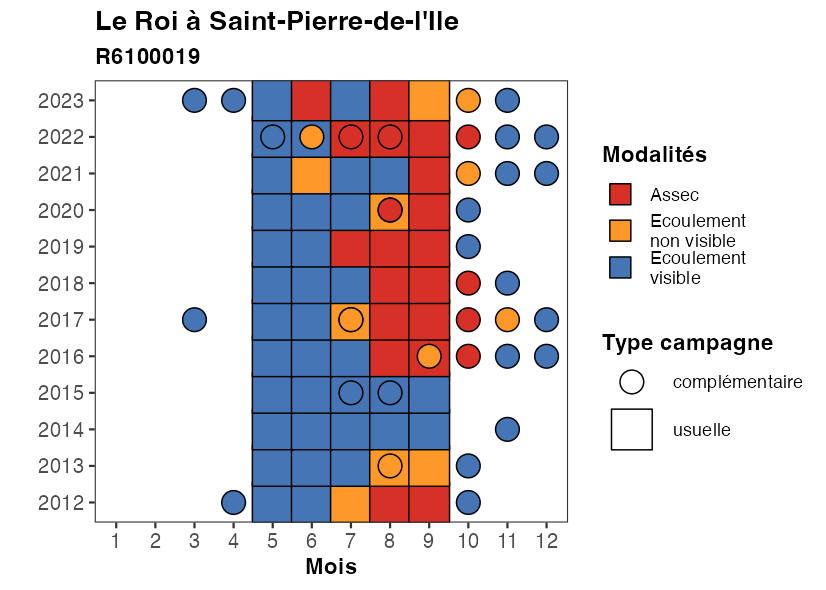 Le Roi à Saint-Pierre-de-l'Ile
R6100019
2023
2022
2021
2020
2019
2018
2017
2016
2015
2014
2013
2012
1 2 3 4 5 6 7 8 9 10 11 12
Mois
Modalités
Assec
Ecoulement
non visible
Ecoulement
visible
Type campagne
complémentaire
usuelle